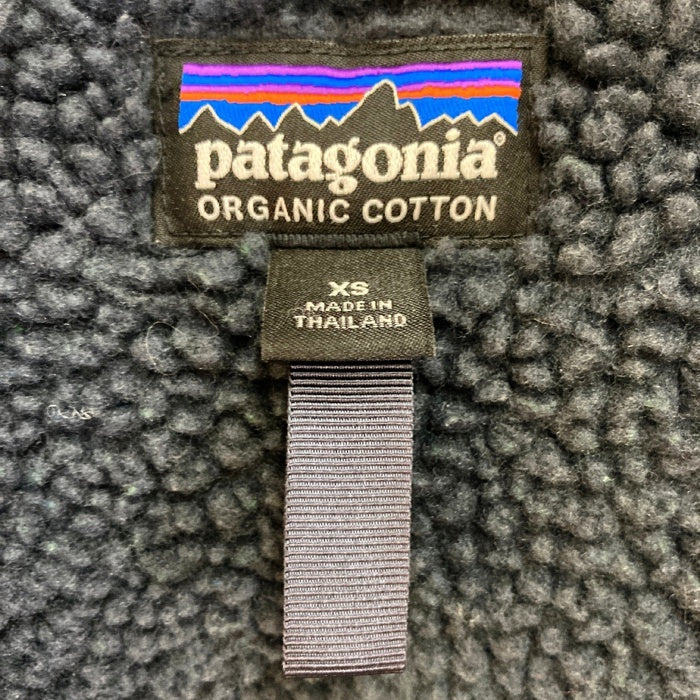 patagonia®
ORGANIC COTTON
XS
MADE IN
THAILAND